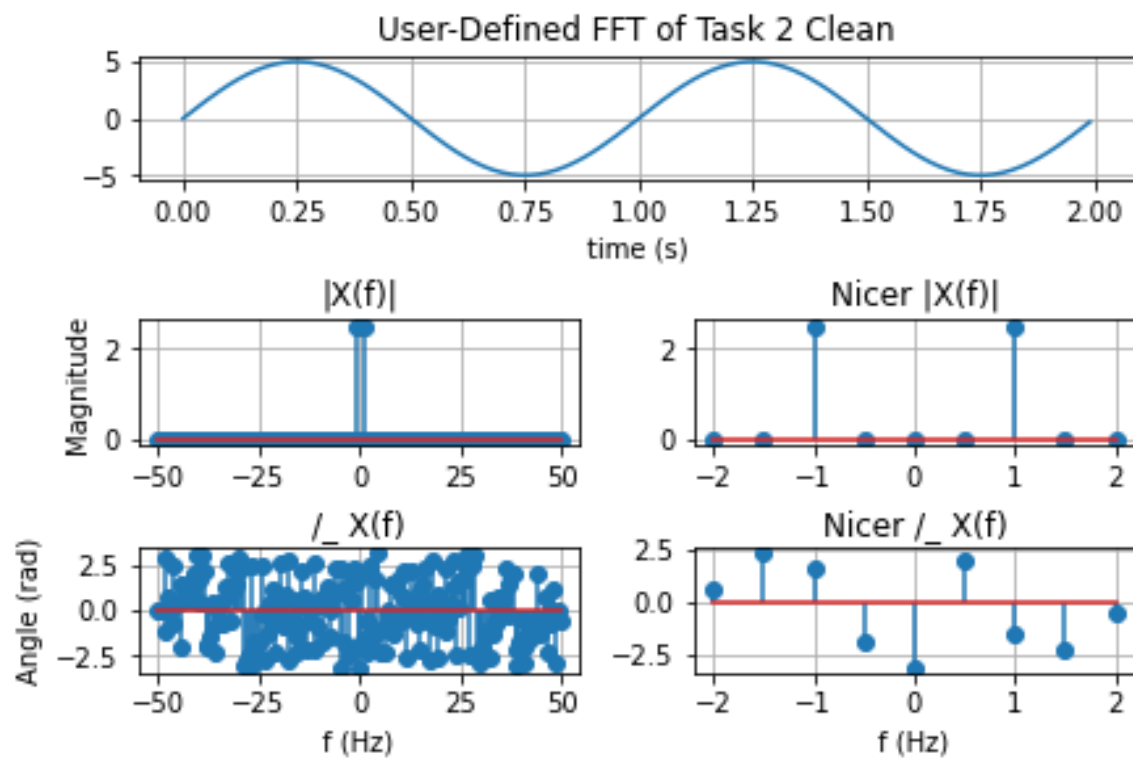 User-Defined FFT of Task 2 Clean
5
0
−5
0.00 0.25 0.50 0.75 1.00 1.25 1.50 1.75 2.00
time (s)
|X(f)|
Magnitude
2
0
−50 −25 0 25 50
Nicer |X(f)|
2
0
−2 −1 0 1 2
/_ X(f)
Angle (rad)
2.5
0.0
−2.5
−50 −25 0 25 50
f (Hz)
Nicer /_ X(f)
2.5
0.0
−2.5
−2 −1 0 1 2
f (Hz)